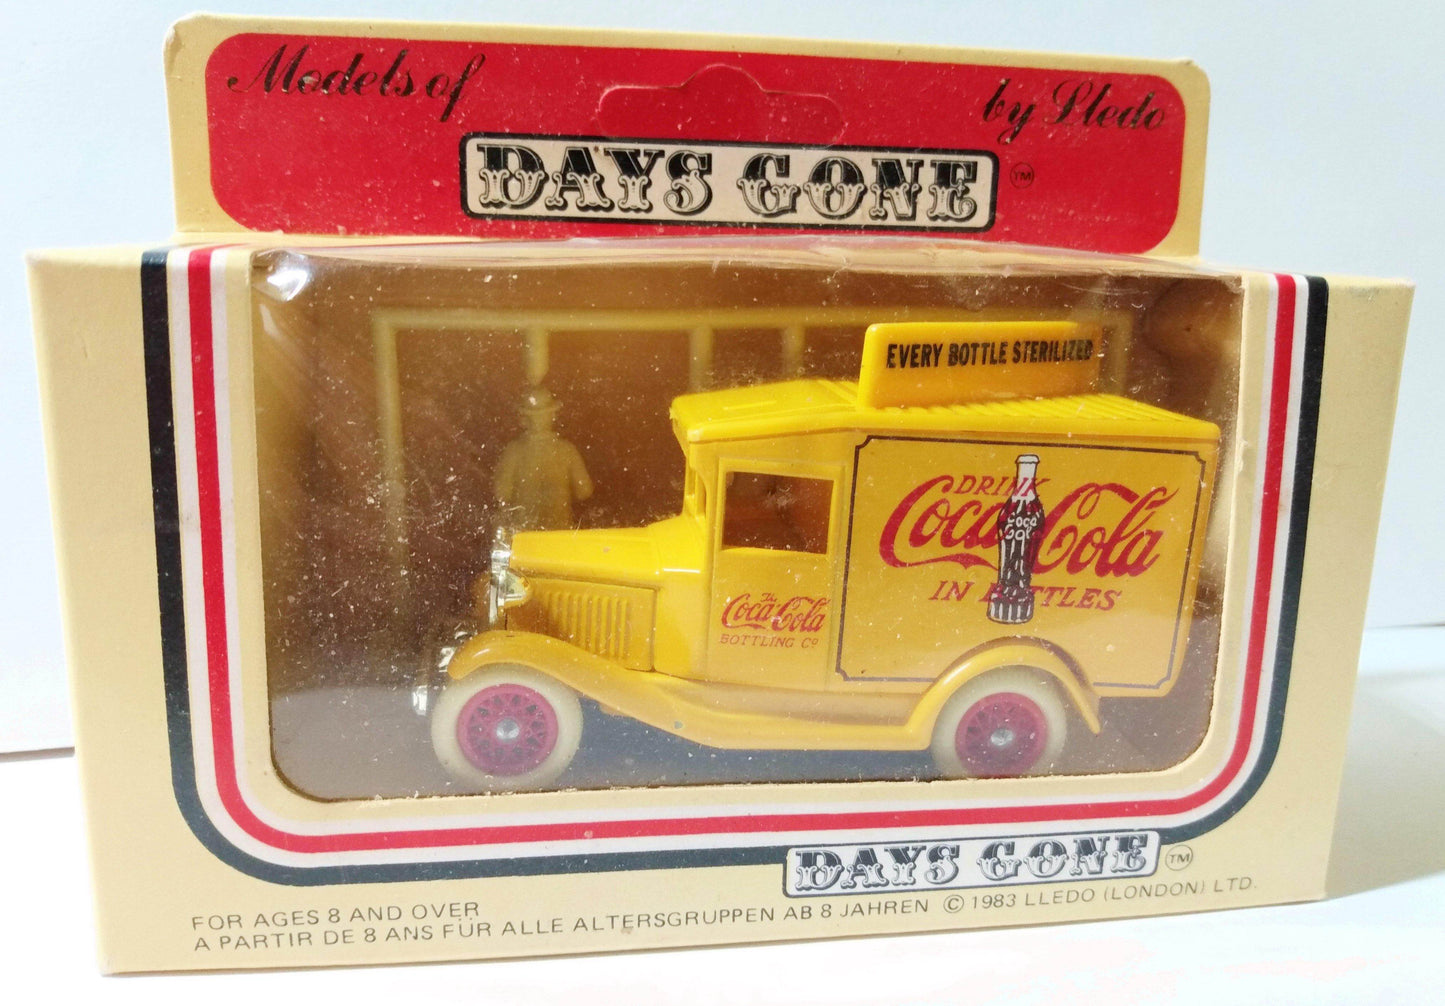 Models of
by Lledo
DAYS GONE TM
EVERY BOTTLE STERILIZED
DRINK
Coca-Cola
Coca-Cola
IN BOTTLES
The
Coca-Cola
BOTTLING CO
DAYS GONE TM
FOR AGES 8 AND OVER
A PARTIR DE 8 ANS FÜR ALLE ALTERSGRUPPEN AB 8 JAHREN © 1983 LLEDO (LONDON) LTD.